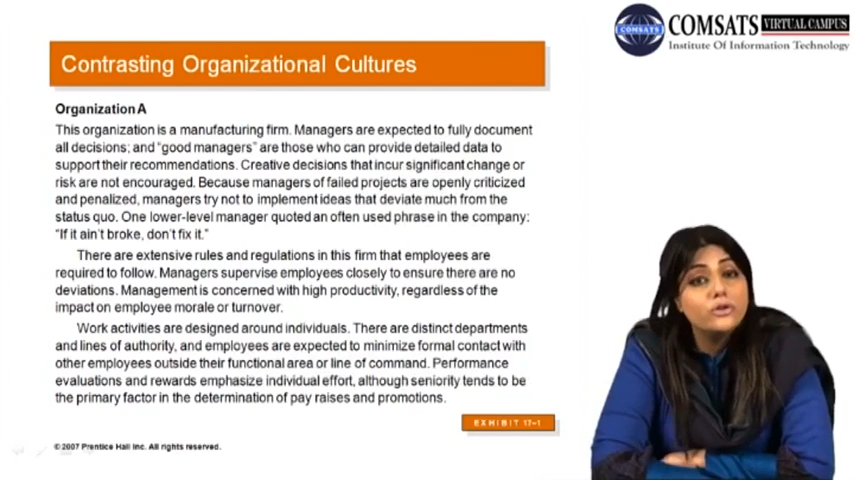 COMSATS VIRTUAL CAMPUS
COMSATS
Institute Of Information Technology
Contrasting Organizational Cultures
Organization A
This organization is a manufacturing firm. Managers are expected to fully document
all decisions; and “good managers” are those who can provide detailed data to
support their recommendations. Creative decisions that incur significant change or
risk are not encouraged. Because managers of failed projects are openly criticized
and penalized, managers try not to implement ideas that deviate much from the
status quo. One lower-level manager quoted an often used phrase in the company:
“If it ain’t broke, don’t fix it.”
There are extensive rules and regulations in this firm that employees are
required to follow. Managers supervise employees closely to ensure there are no
deviations. Management is concerned with high productivity, regardless of the
impact on employee morale or turnover.
Work activities are designed around individuals. There are distinct departments
and lines of authority, and employees are expected to minimize formal contact with
other employees outside their functional area or line of command. Performance
evaluations and rewards emphasize individual effort, although seniority tends to be
the primary factor in the determination of pay raises and promotions.
EXHIBIT 17–1
© 2007 Prentice Hall Inc. All rights reserved.